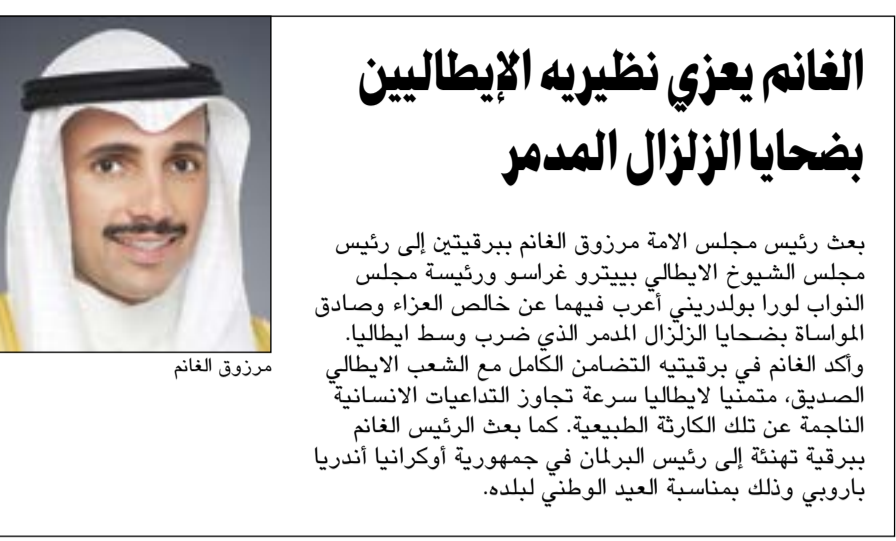 الغانم يعزي نظيريه الإيطاليين
بضحايا الزلزال المدمر
بعث رئيس مجلس الامة مرزوق الغانم ببرقيتين إلى رئيس
مجلس الشيوخ الايطالي بييترو غراسو ورئيسة مجلس
النواب لورا بولدريني أعرب فيهما عن خالص العزاء وصادق
المواساة بضحايا الزلزال المدمر الذي ضرب وسط ايطاليا.
وأكد الغانم في برقيتيه التضامن الكامل مع الشعب الايطالي
الصديق، متمنيا لايطاليا سرعة تجاوز التداعيات الانسانية
الناجمة عن تلك الكارثة الطبيعية. كما بعث الرئيس الغانم
ببرقية تهنئة إلى رئيس البرلمان في جمهورية أوكرانيا أندريا
باروبي وذلك بمناسبة العيد الوطني لبلده.
مرزوق الغانم